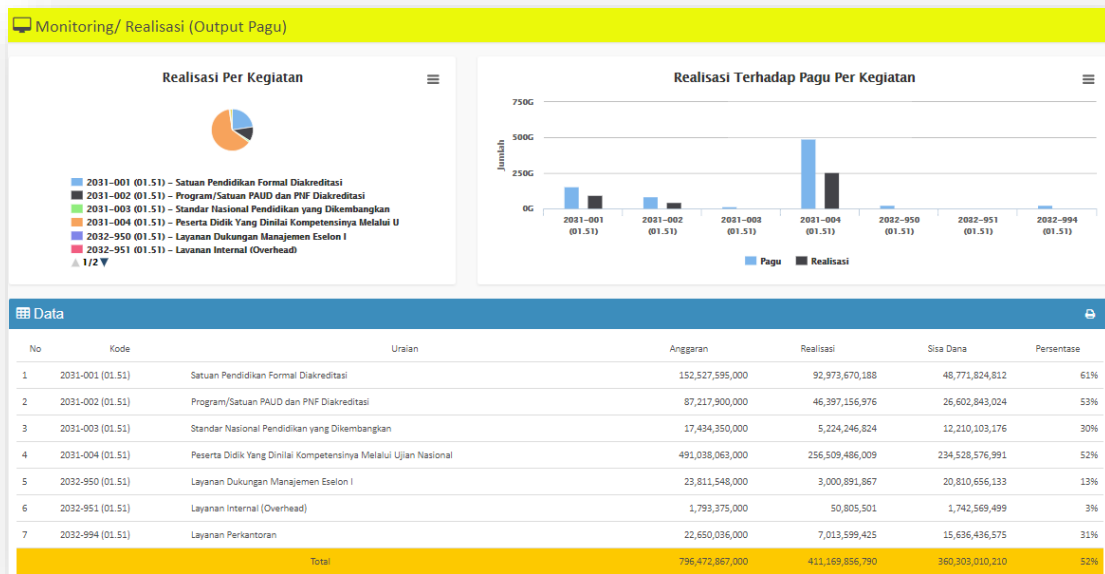 Monitoring/ Realisasi (Output Pagu)
Realisasi Per Kegiatan
2031-001 (01.51) - Satuan Pendidikan Formal Diakreditasi
2031-002 (01.51) - Program/Satuan PAUD dan PNF Diakreditasi
2031-003 (01.51) - Standar Nasional Pendidikan yang Dikembangkan
2031-004 (01.51) - Peserta Didik Yang Dinilai Kompetensinya Melalui U
2032-950 (01.51) - Layanan Dukungan Manajemen Eselon I
2032-951 (01.51) - Layanan Internal (Overhead)
1/2
Realisasi Terhadap Pagu Per Kegiatan
Jumlah
750G
500G
250G
0G
2031-001 (01.51)
2031-002 (01.51)
2031-003 (01.51)
2031-004 (01.51)
2032-950 (01.51)
2032-951 (01.51)
2032-994 (01.51)
Pagu Realisasi
Data
No Kode Uraian Anggaran Realisasi Sisa Dana Persentase
1 2031-001 (01.51) Satuan Pendidikan Formal Diakreditasi 152,527,595,000 92,973,670,188 48,771,824,812 61%
2 2031-002 (01.51) Program/Satuan PAUD dan PNF Diakreditasi 87,217,900,000 46,397,156,976 26,602,843,024 53%
3 2031-003 (01.51) Standar Nasional Pendidikan yang Dikembangkan 17,434,350,000 5,224,246,824 12,210,103,176 30%
4 2031-004 (01.51) Peserta Didik Yang Dinilai Kompetensinya Melalui Ujian Nasional 491,038,063,000 256,509,486,009 234,528,576,991 52%
5 2032-950 (01.51) Layanan Dukungan Manajemen Eselon I 23,811,548,000 3,000,891,867 20,810,656,133 13%
6 2032-951 (01.51) Layanan Internal (Overhead) 1,793,375,000 50,805,501 1,742,569,499 3%
7 2032-994 (01.51) Layanan Perkantoran 22,650,036,000 7,013,599,425 15,636,436,575 31%
Total 796,472,867,000 411,169,856,790 360,303,010,210 52%